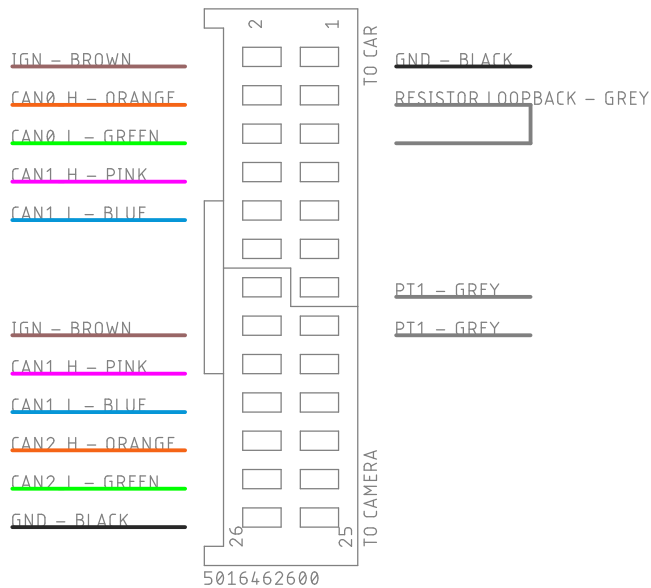 2 1
TO CAR
IGN – BROWN
GND – BLACK
CAN0 H – ORANGE
RESISTOR LOOPBACK – GREY
CAN0 L – GREEN
CAN1 H – PINK
CAN1 L – BLUE
PT1 – GREY
IGN – BROWN
PT1 – GREY
CAN1 H – PINK
CAN1 L – BLUE
CAN2 H – ORANGE
CAN2 L – GREEN
GND – BLACK
TO CAMERA
26 25
5016462600